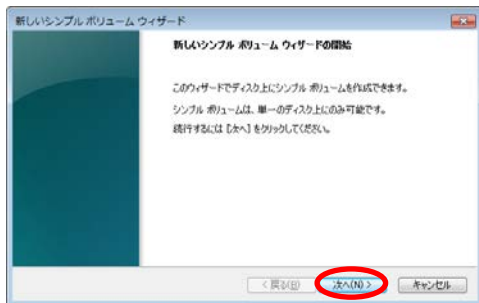 新しいシンプル ボリューム ウィザード
新しいシンプル ボリューム ウィザードの開始
このウィザードでディスク上にシンプル ボリュームを作成できます。
シンプル ボリュームは、単一のディスク上にのみ可能です。
続行するには [次へ] をクリックしてください。
< 戻る(B)
次へ(N) >
キャンセル